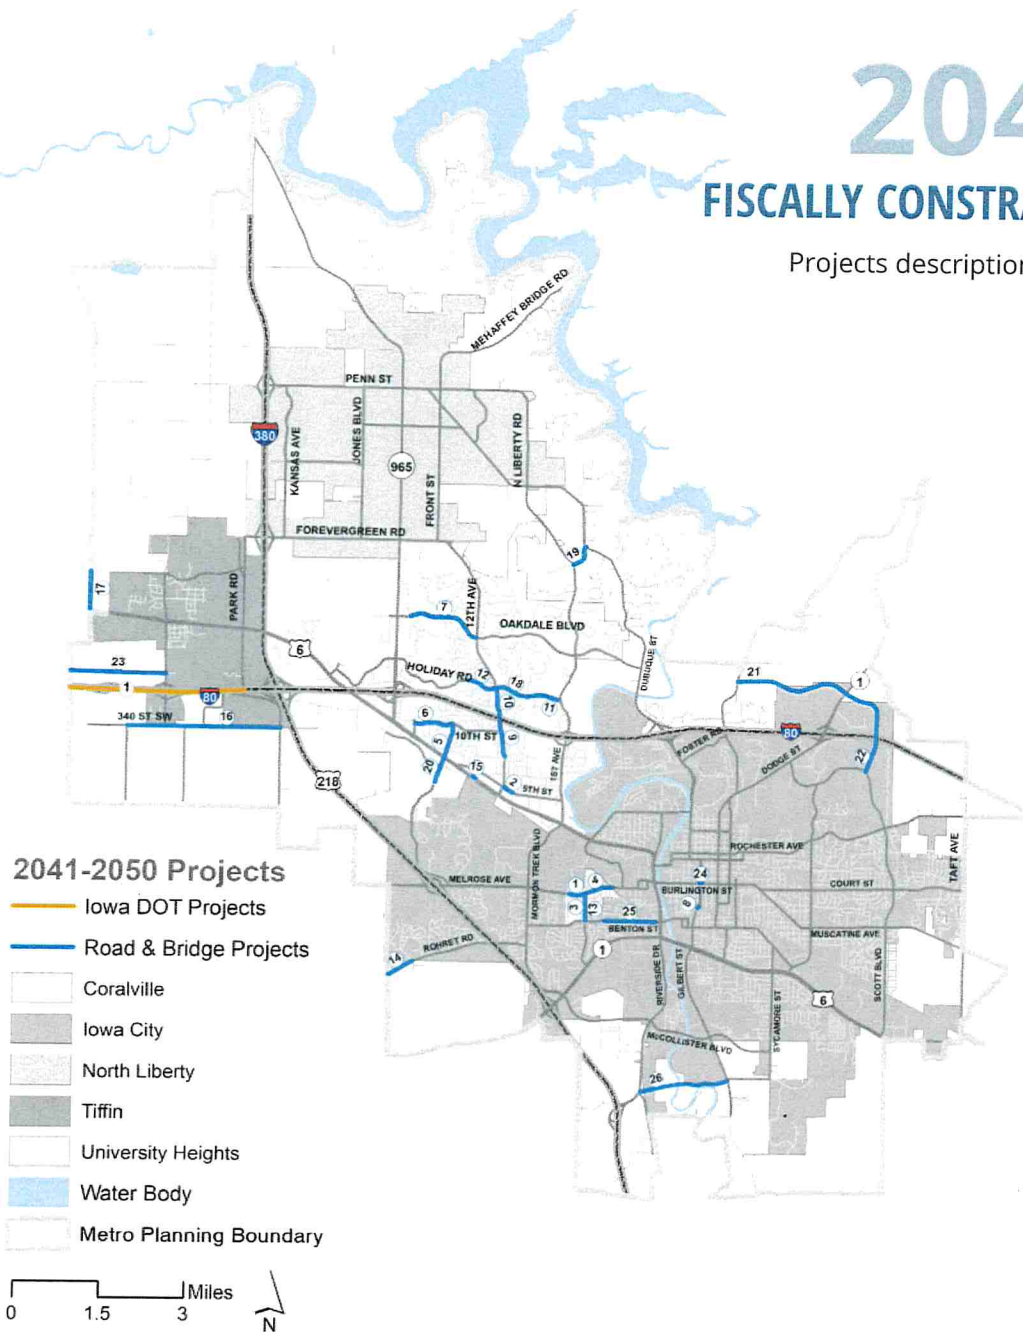 204
FISCALLY CONSTRA
Projects description
MEHAFFEY BRIDGE RD
PENN ST
380
KANSAS AVE
JONES BLVD
965
FRONT ST
N LIBERTY RD
FOREVERGREEN RD
19
17
PARK RD
12TH AVE
7
OAKDALE BLVD
6
DUBUQUE ST
23
HOLIDAY RD
12
18
21
1
1
80
10
11
340 ST SW
16
6
10TH ST
9
80
FOSTER RD
5
DODGE ST
22
218
20
15
2
5TH ST
1ST AVE
ROCHESTER AVE
TAFT AVE
MORMON TREK BLVD
24
MELROSE AVE
1
4
BURLINGTON ST
COURT ST
3
13
25
8
BENTON ST
MUSCATINE AVE
ROHRET RD
14
1
RIVERSIDE DR
GILBERT ST
SYCAMORE ST
6
SCOTT BLVD
McCOLLISTER BLVD
26
2041-2050 Projects
Iowa DOT Projects
Road & Bridge Projects
Coralville
Iowa City
North Liberty
Tiffin
University Heights
Water Body
Metro Planning Boundary
Miles
0 1.5 3
N